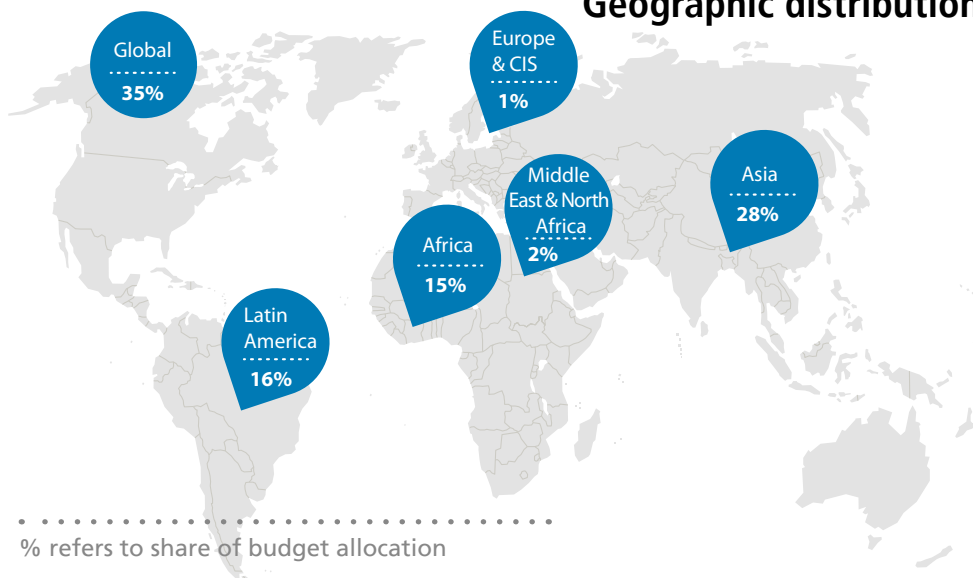 Geographic distribution
Global
35%
Europe
& CIS
1%
Middle
East & North
Africa
2%
Asia
28%
Africa
15%
Latin
America
16%
% refers to share of budget allocation